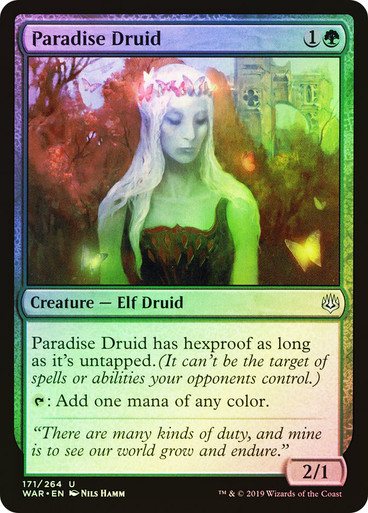 Paradise Druid 1
Creature — Elf Druid
Paradise Druid has hexproof as long
as it's untapped. (It can't be the target of
spells or abilities your opponents control.)
: Add one mana of any color.
"There are many kinds of duty, and mine
is to see our world grow and endure."
2/1
171/264 U
WAR • EN Nils Hamm ™ & © 2019 Wizards of the Coast